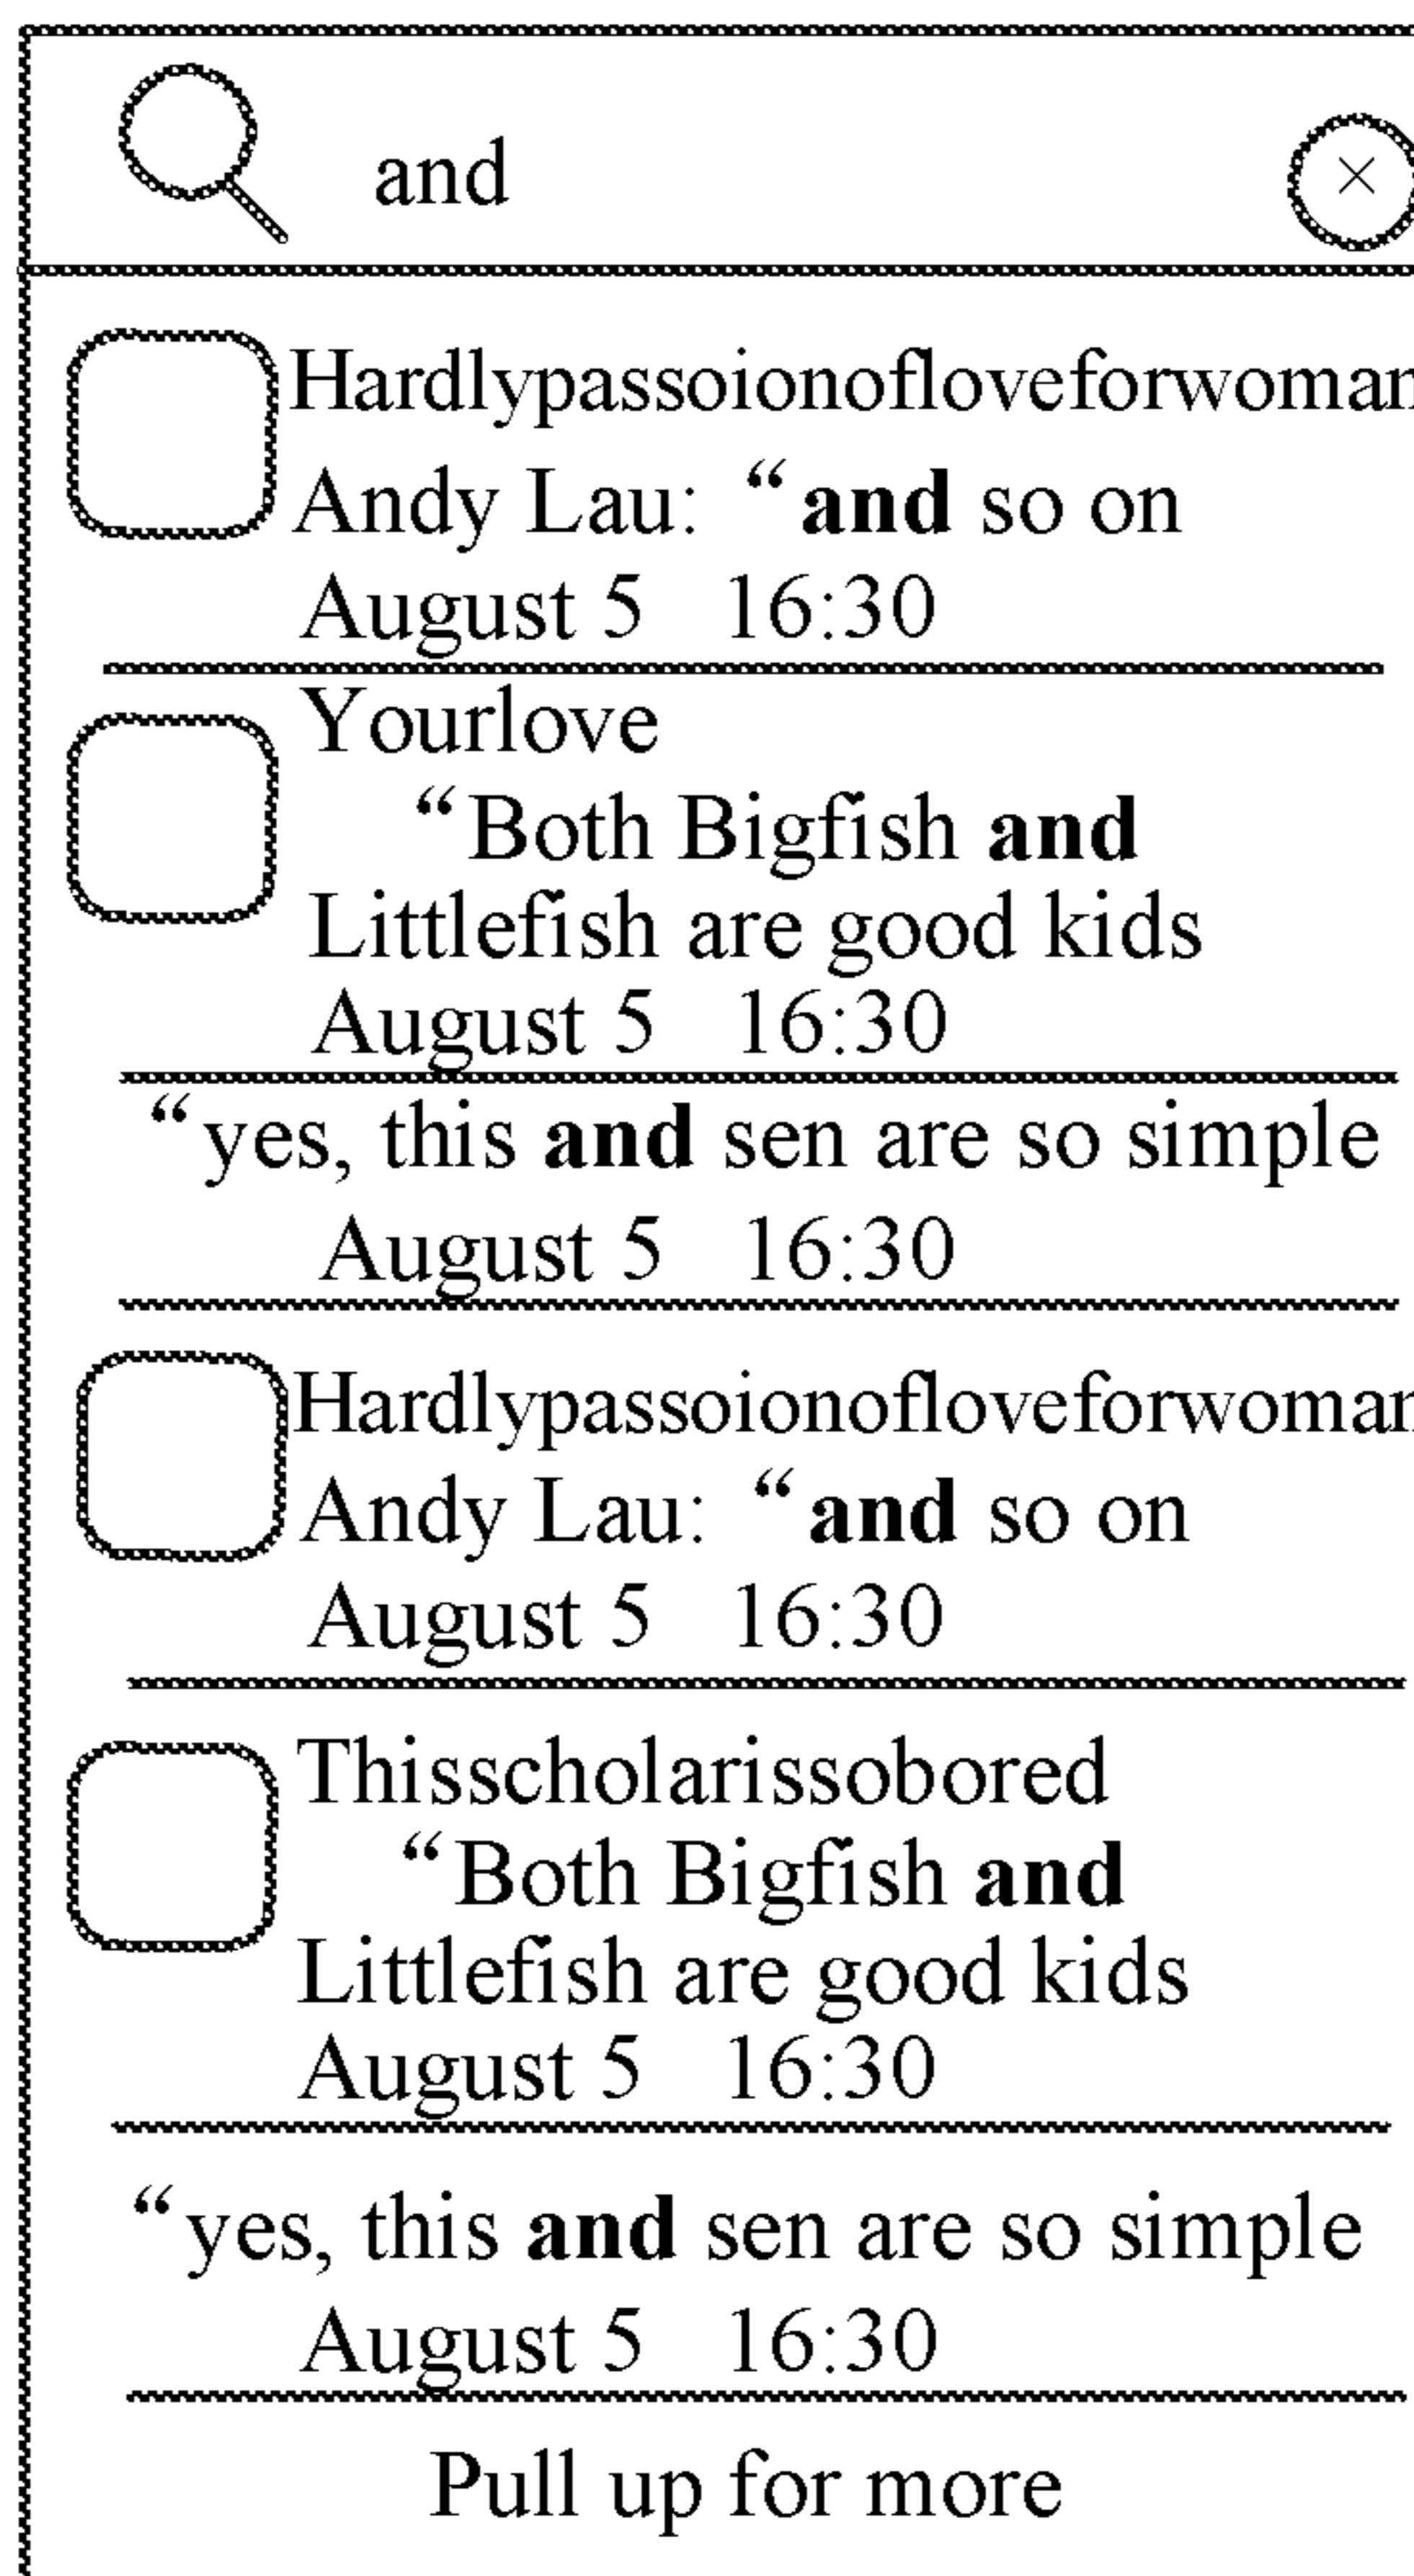 and
×
Hardlypassoionofloveforwoman
Andy Lau: “and so on
August 5 16:30
Yourlove
“Both Bigfish and
Littlefish are good kids
August 5 16:30
“yes, this and sen are so simple
August 5 16:30
Hardlypassoionofloveforwoman
Andy Lau: “and so on
August 5 16:30
Thisscholarissobored
“Both Bigfish and
Littlefish are good kids
August 5 16:30
“yes, this and sen are so simple
August 5 16:30
Pull up for more